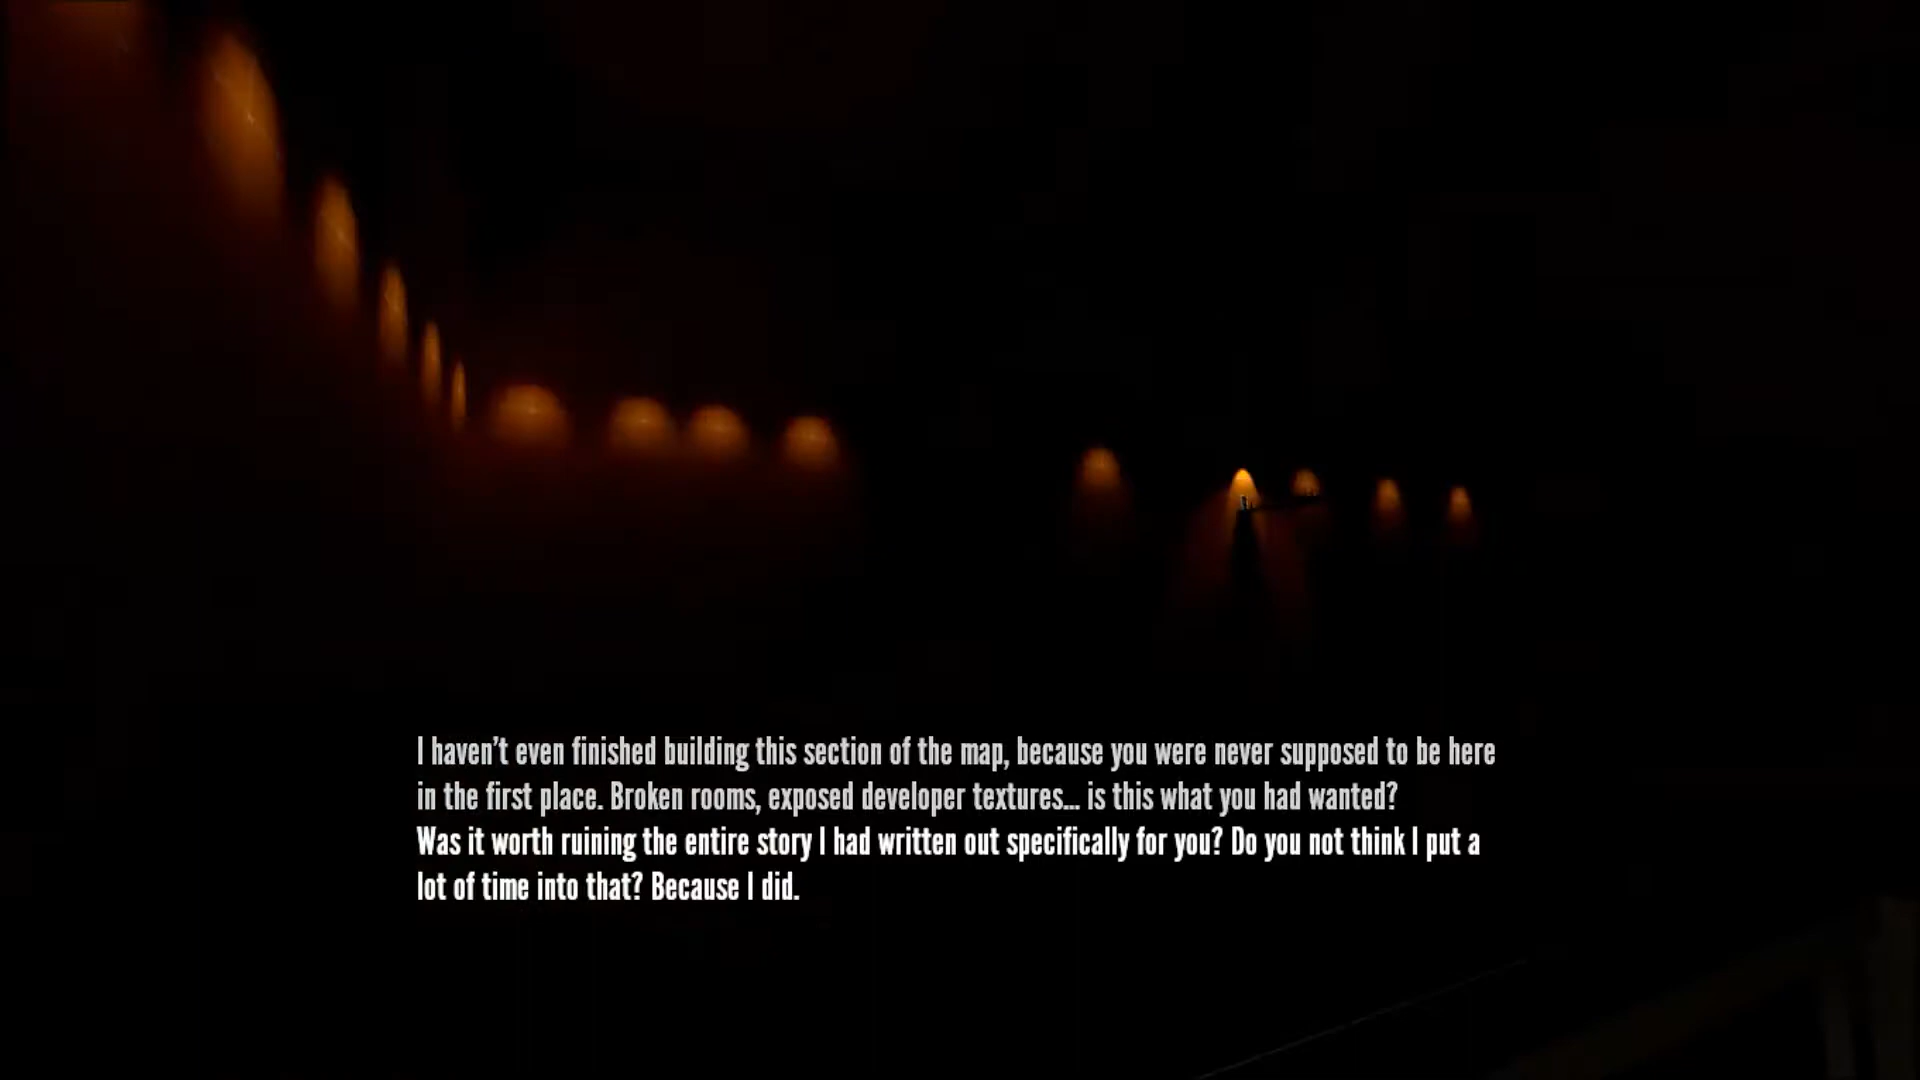 I haven't even finished building this section of the map, because you were never supposed to be here
in the first place. Broken rooms, exposed developer textures... is this what you had wanted?
Was it worth ruining the entire story I had written out specifically for you? Do you not think I put a
lot of time into that? Because I did.